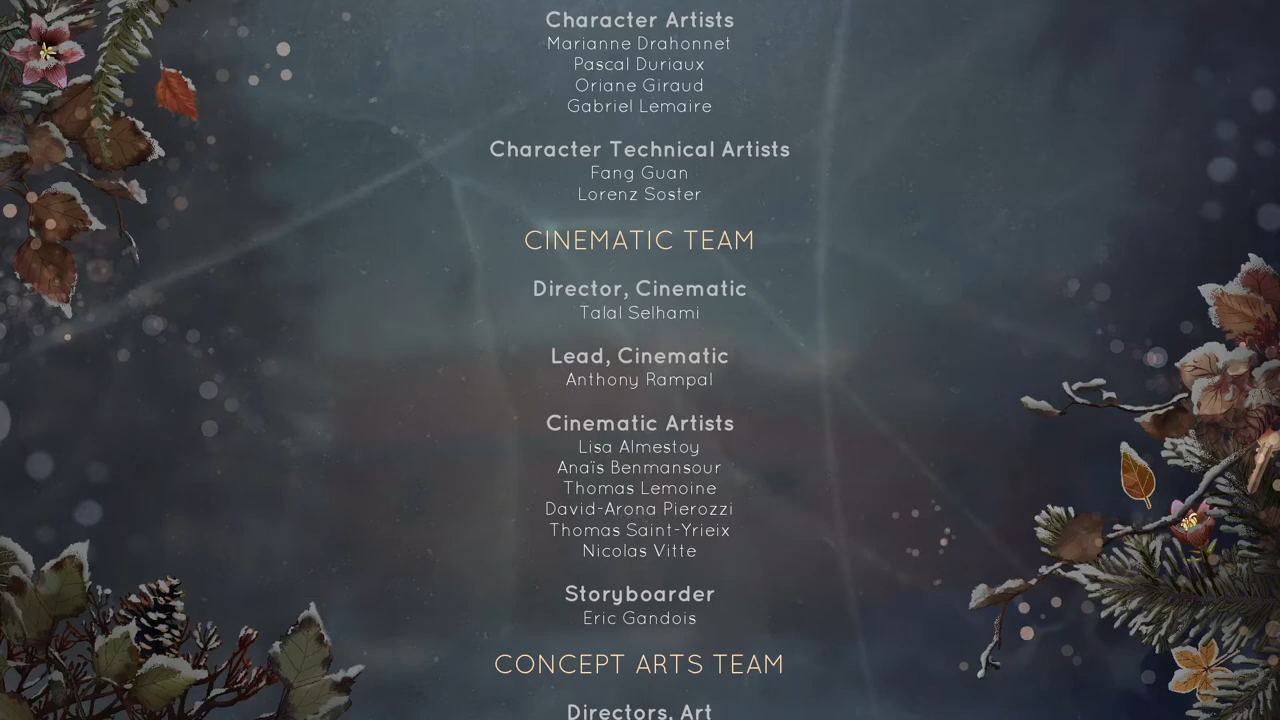 Character Artists
Marianne Drahonnet
Pascal Duriaux
Oriane Giraud
Gabriel Lemaire
Character Technical Artists
Fang Guan
Lorenz Soster
CINEMATIC TEAM
Director, Cinematic
Talal Selhami
Lead, Cinematic
Anthony Rampal
Cinematic Artists
Lisa Almestoy
Anaïs Benmansour
Thomas Lemoine
David-Arona Pierozzi
Thomas Saint-Yrieix
Nicolas Vitte
Storyboarder
Eric Gandois
CONCEPT ARTS TEAM
Directors, Art